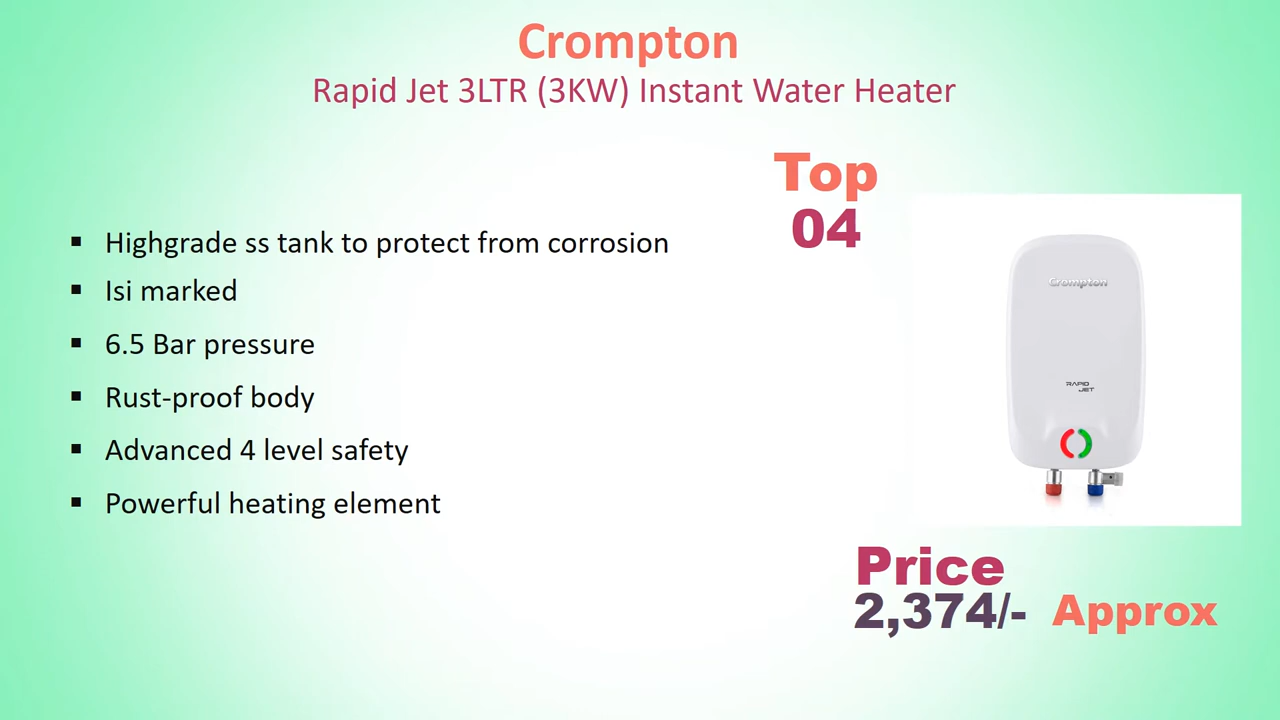 Crompton
Rapid Jet 3LTR (3KW) Instant Water Heater
Top
04
▪ Highgrade ss tank to protect from corrosion
▪ Isi marked
▪ 6.5 Bar pressure
▪ Rust-proof body
▪ Advanced 4 level safety
▪ Powerful heating element
Crompton
RAPID
JET
Price
2,374/- Approx